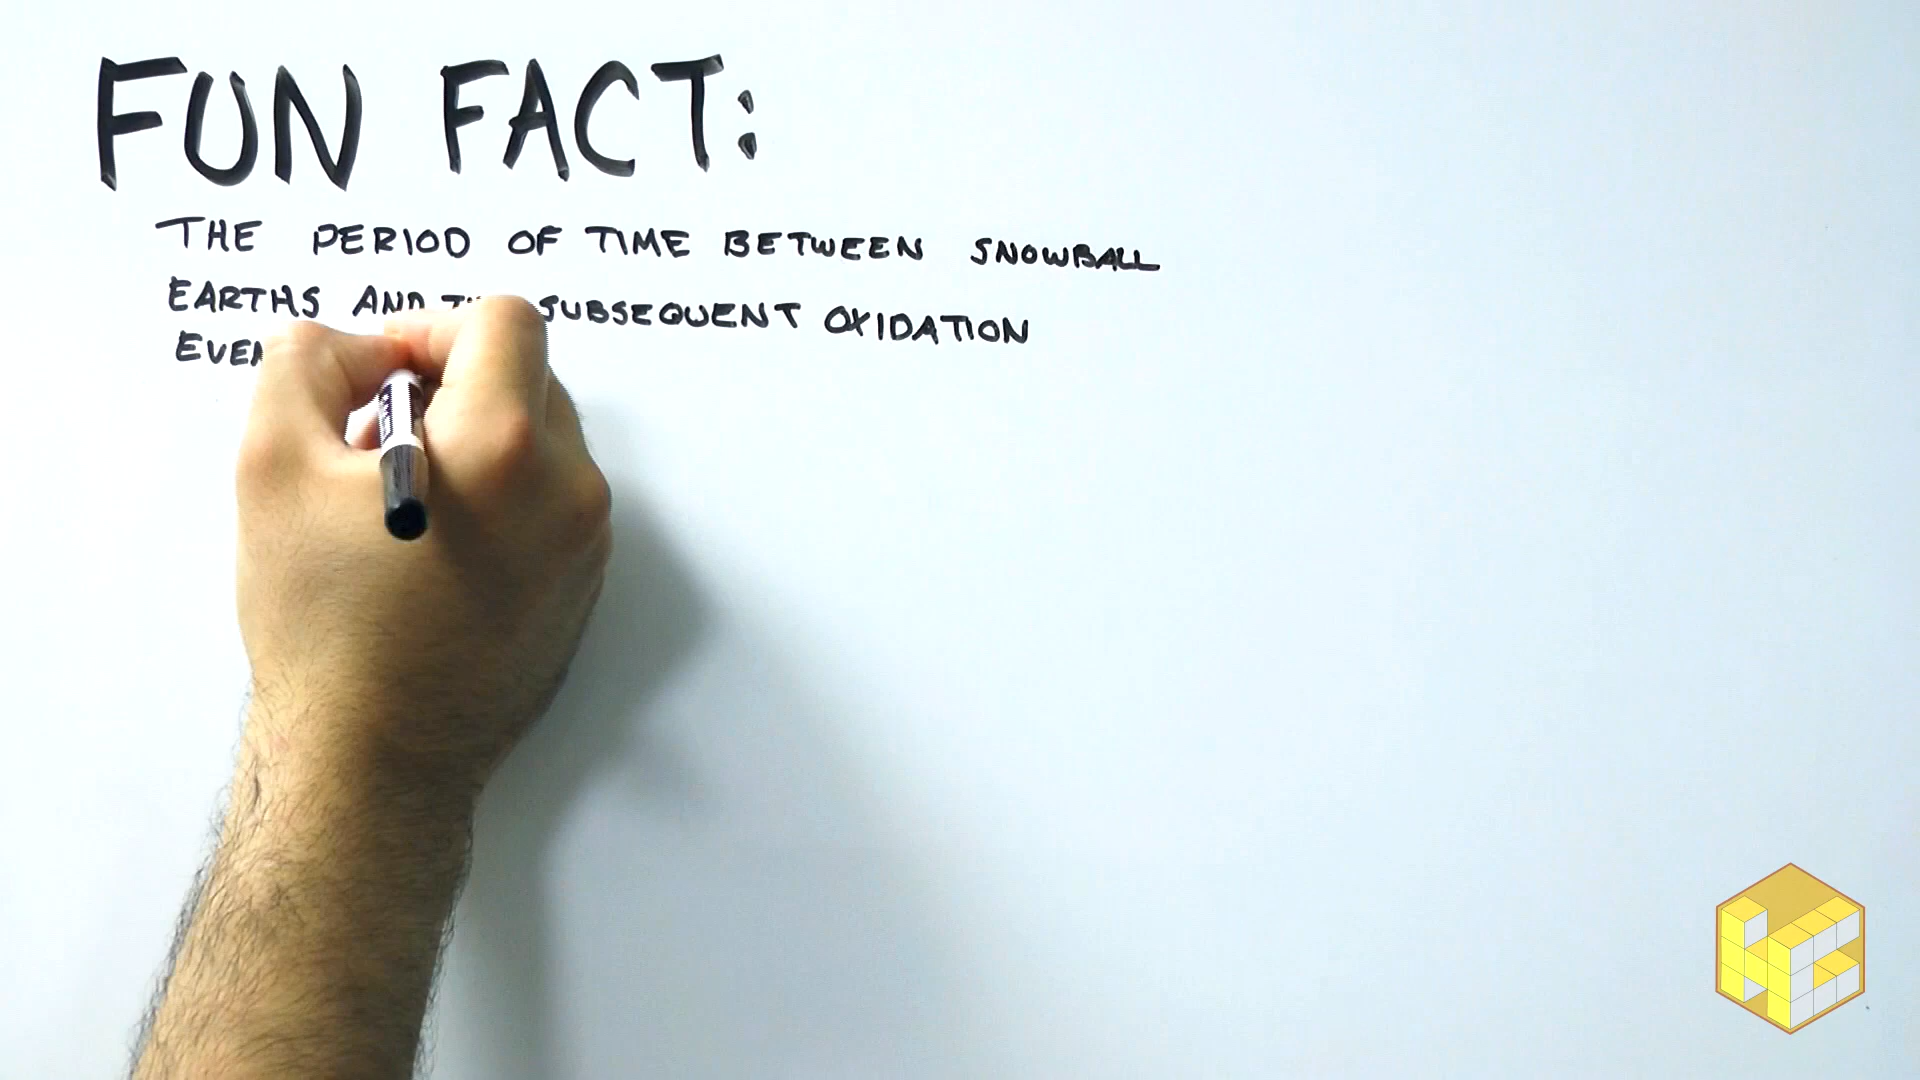 FUN FACT:
THE PERIOD OF TIME BETWEEN SNOWBALL
EARTHS AND SUBSEQUENT OXIDATION